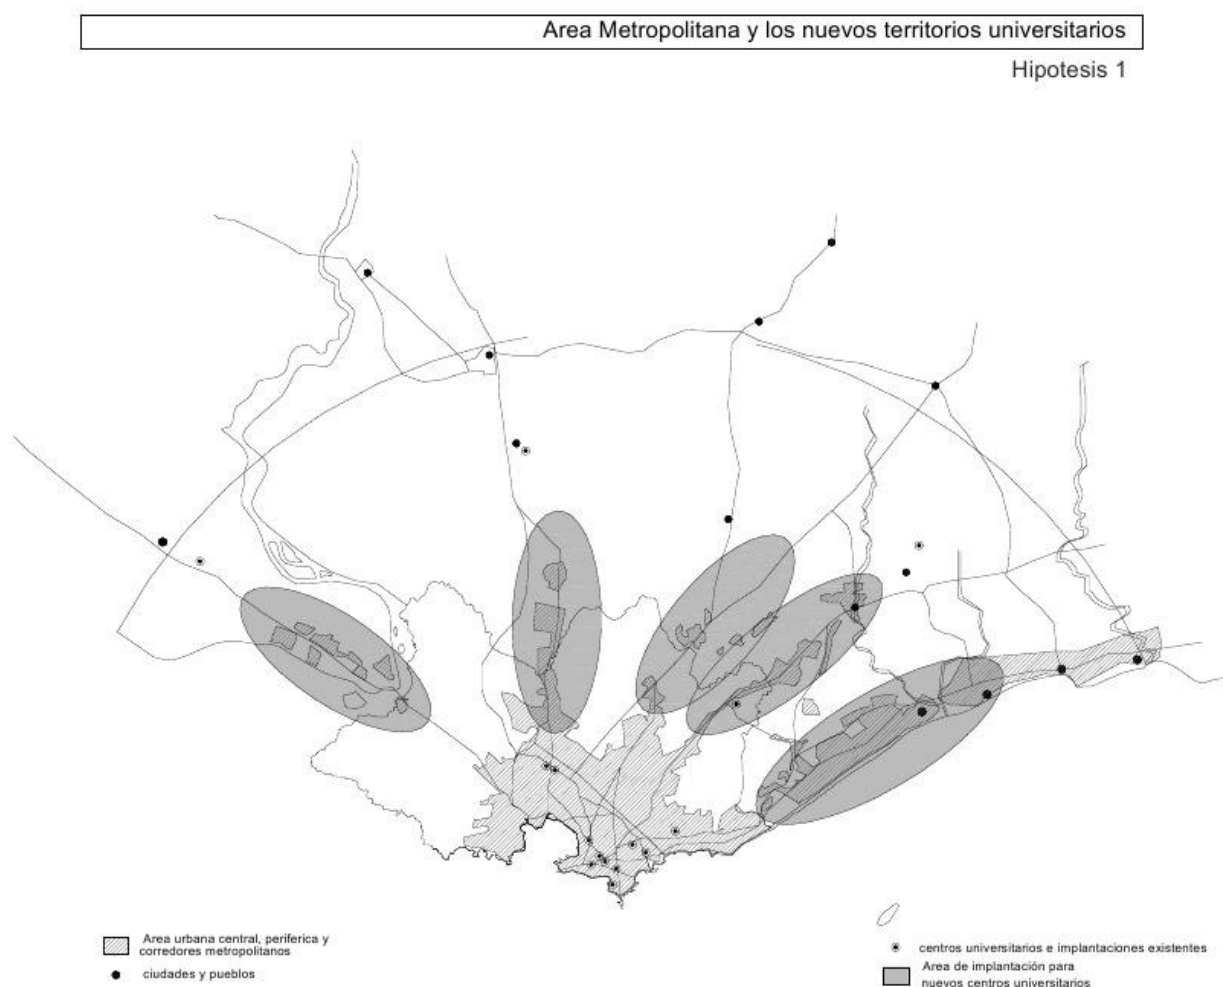 Area Metropolitana y los nuevos territorios universitarios
Hipotesis 1
Area urbana central, periferica y
corredores metropolitanos
ciudades y pueblos
centros universitarios e implantaciones existentes
Area de implantación para
nuevos centros universitarios